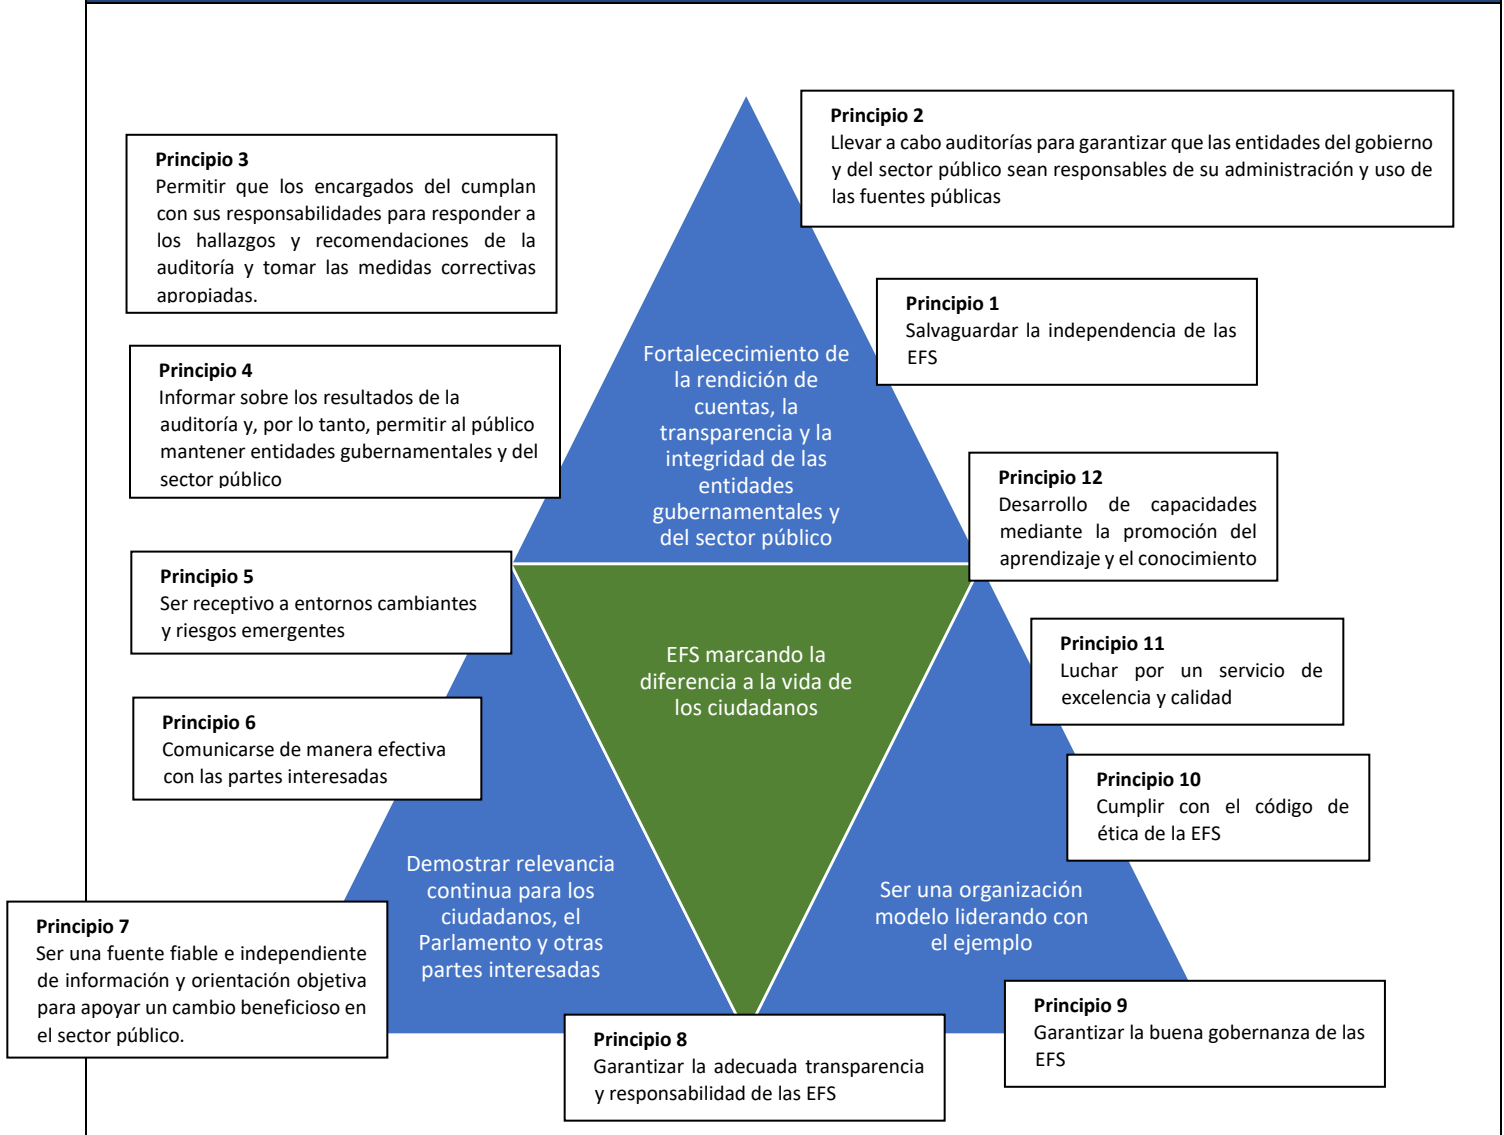 Principio 2
Llevar a cabo auditorías para garantizar que las entidades del gobierno
y del sector público sean responsables de su administración y uso de
las fuentes públicas
Principio 3
Permitir que los encargados del cumplan
con sus responsabilidades para responder a
los hallazgos y recomendaciones de la
auditoría y tomar las medidas correctivas
apropiadas.
Principio 1
Salvaguardar la independencia de las
EFS
Principio 4
Informar sobre los resultados de la
auditoría y, por lo tanto, permitir al público
mantener entidades gubernamentales y del
sector público
Fortalececimiento de
la rendición de
cuentas, la
transparencia y la
integridad de las
entidades
gubernamentales y
del sector público
Principio 12
Desarrollo de capacidades
mediante la promoción del
aprendizaje y el conocimiento
Principio 5
Ser receptivo a entornos cambiantes
y riesgos emergentes
EFS marcando la
diferencia a la vida de
los ciudadanos
Principio 11
Luchar por un servicio de
excelencia y calidad
Principio 6
Comunicarse de manera efectiva
con las partes interesadas
Principio 10
Cumplir con el código de
ética de la EFS
Demostrar relevancia
continua para los
ciudadanos, el
Parlamento y otras
partes interesadas
Ser una organización
modelo liderando con
el ejemplo
Principio 7
Ser una fuente fiable e independiente
de información y orientación objetiva
para apoyar un cambio beneficioso en
el sector público.
Principio 9
Garantizar la buena gobernanza de las
EFS
Principio 8
Garantizar la adecuada transparencia
y responsabilidad de las EFS